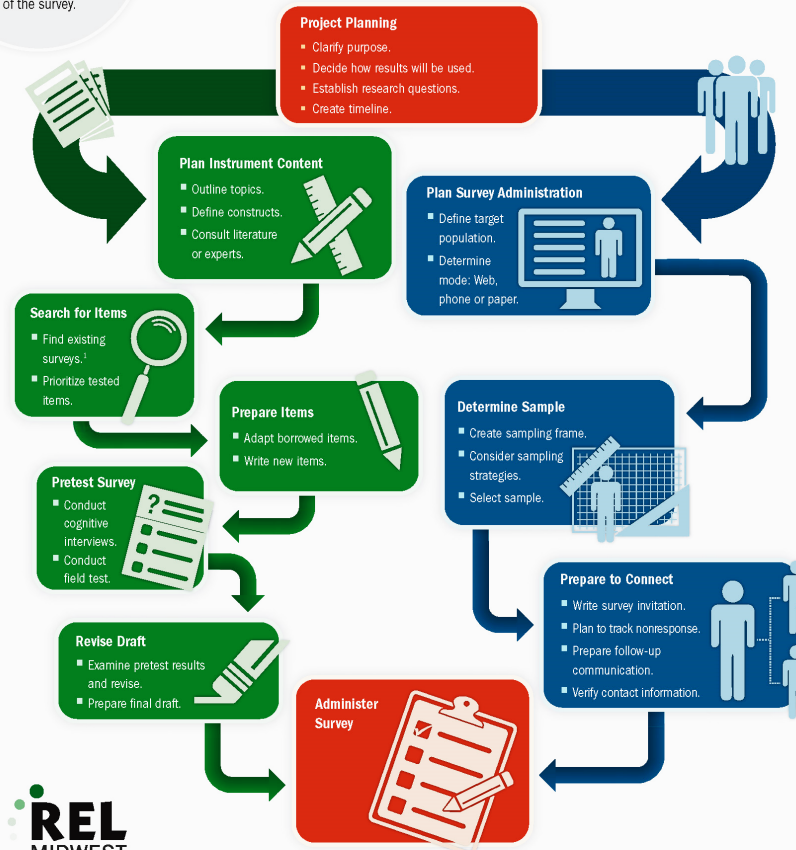 of the survey.
Project Planning
Clarify purpose.
Decide how results will be used.
Establish research questions.
Create timeline.
Plan Instrument Content
Outline topics.
Define constructs.
Consult literature
or experts.
Plan Survey Administration
Define target
population.
Determine
mode: Web,
phone or paper.
Search for Items
Find existing
surveys.¹
Prioritize tested
items.
Prepare Items
Adapt borrowed items.
Write new items.
Determine Sample
Create sampling frame.
Consider sampling
strategies.
Select sample.
Pretest Survey
Conduct
cognitive
interviews.
Conduct
field test.
?
Prepare to Connect
Write survey invitation.
Plan to track nonresponse.
Prepare follow-up
communication.
Verify contact information.
Revise Draft
Examine pretest results
and revise.
Prepare final draft.
Administer
Survey
REL
MIDWEST